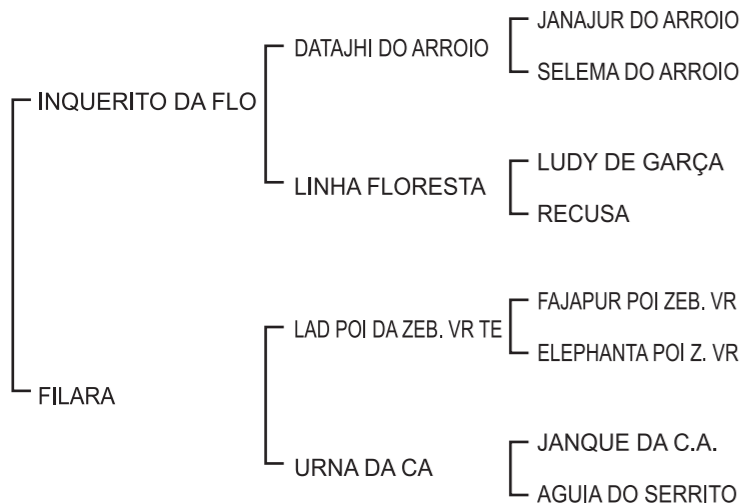 JANAJUR DO ARROIO
DATAJHI DO ARROIO
SELEMA DO ARROIO
INQUERITO DA FLO
LUDY DE GARÇA
LINHA FLORESTA
RECUSA
FAJAPUR POI ZEB. VR
LAD POI DA ZEB. VR TE
ELEPHANTA POI Z. VR
FILARA
JANQUE DA C.A.
URNA DA CA
AGUIA DO SERRITO